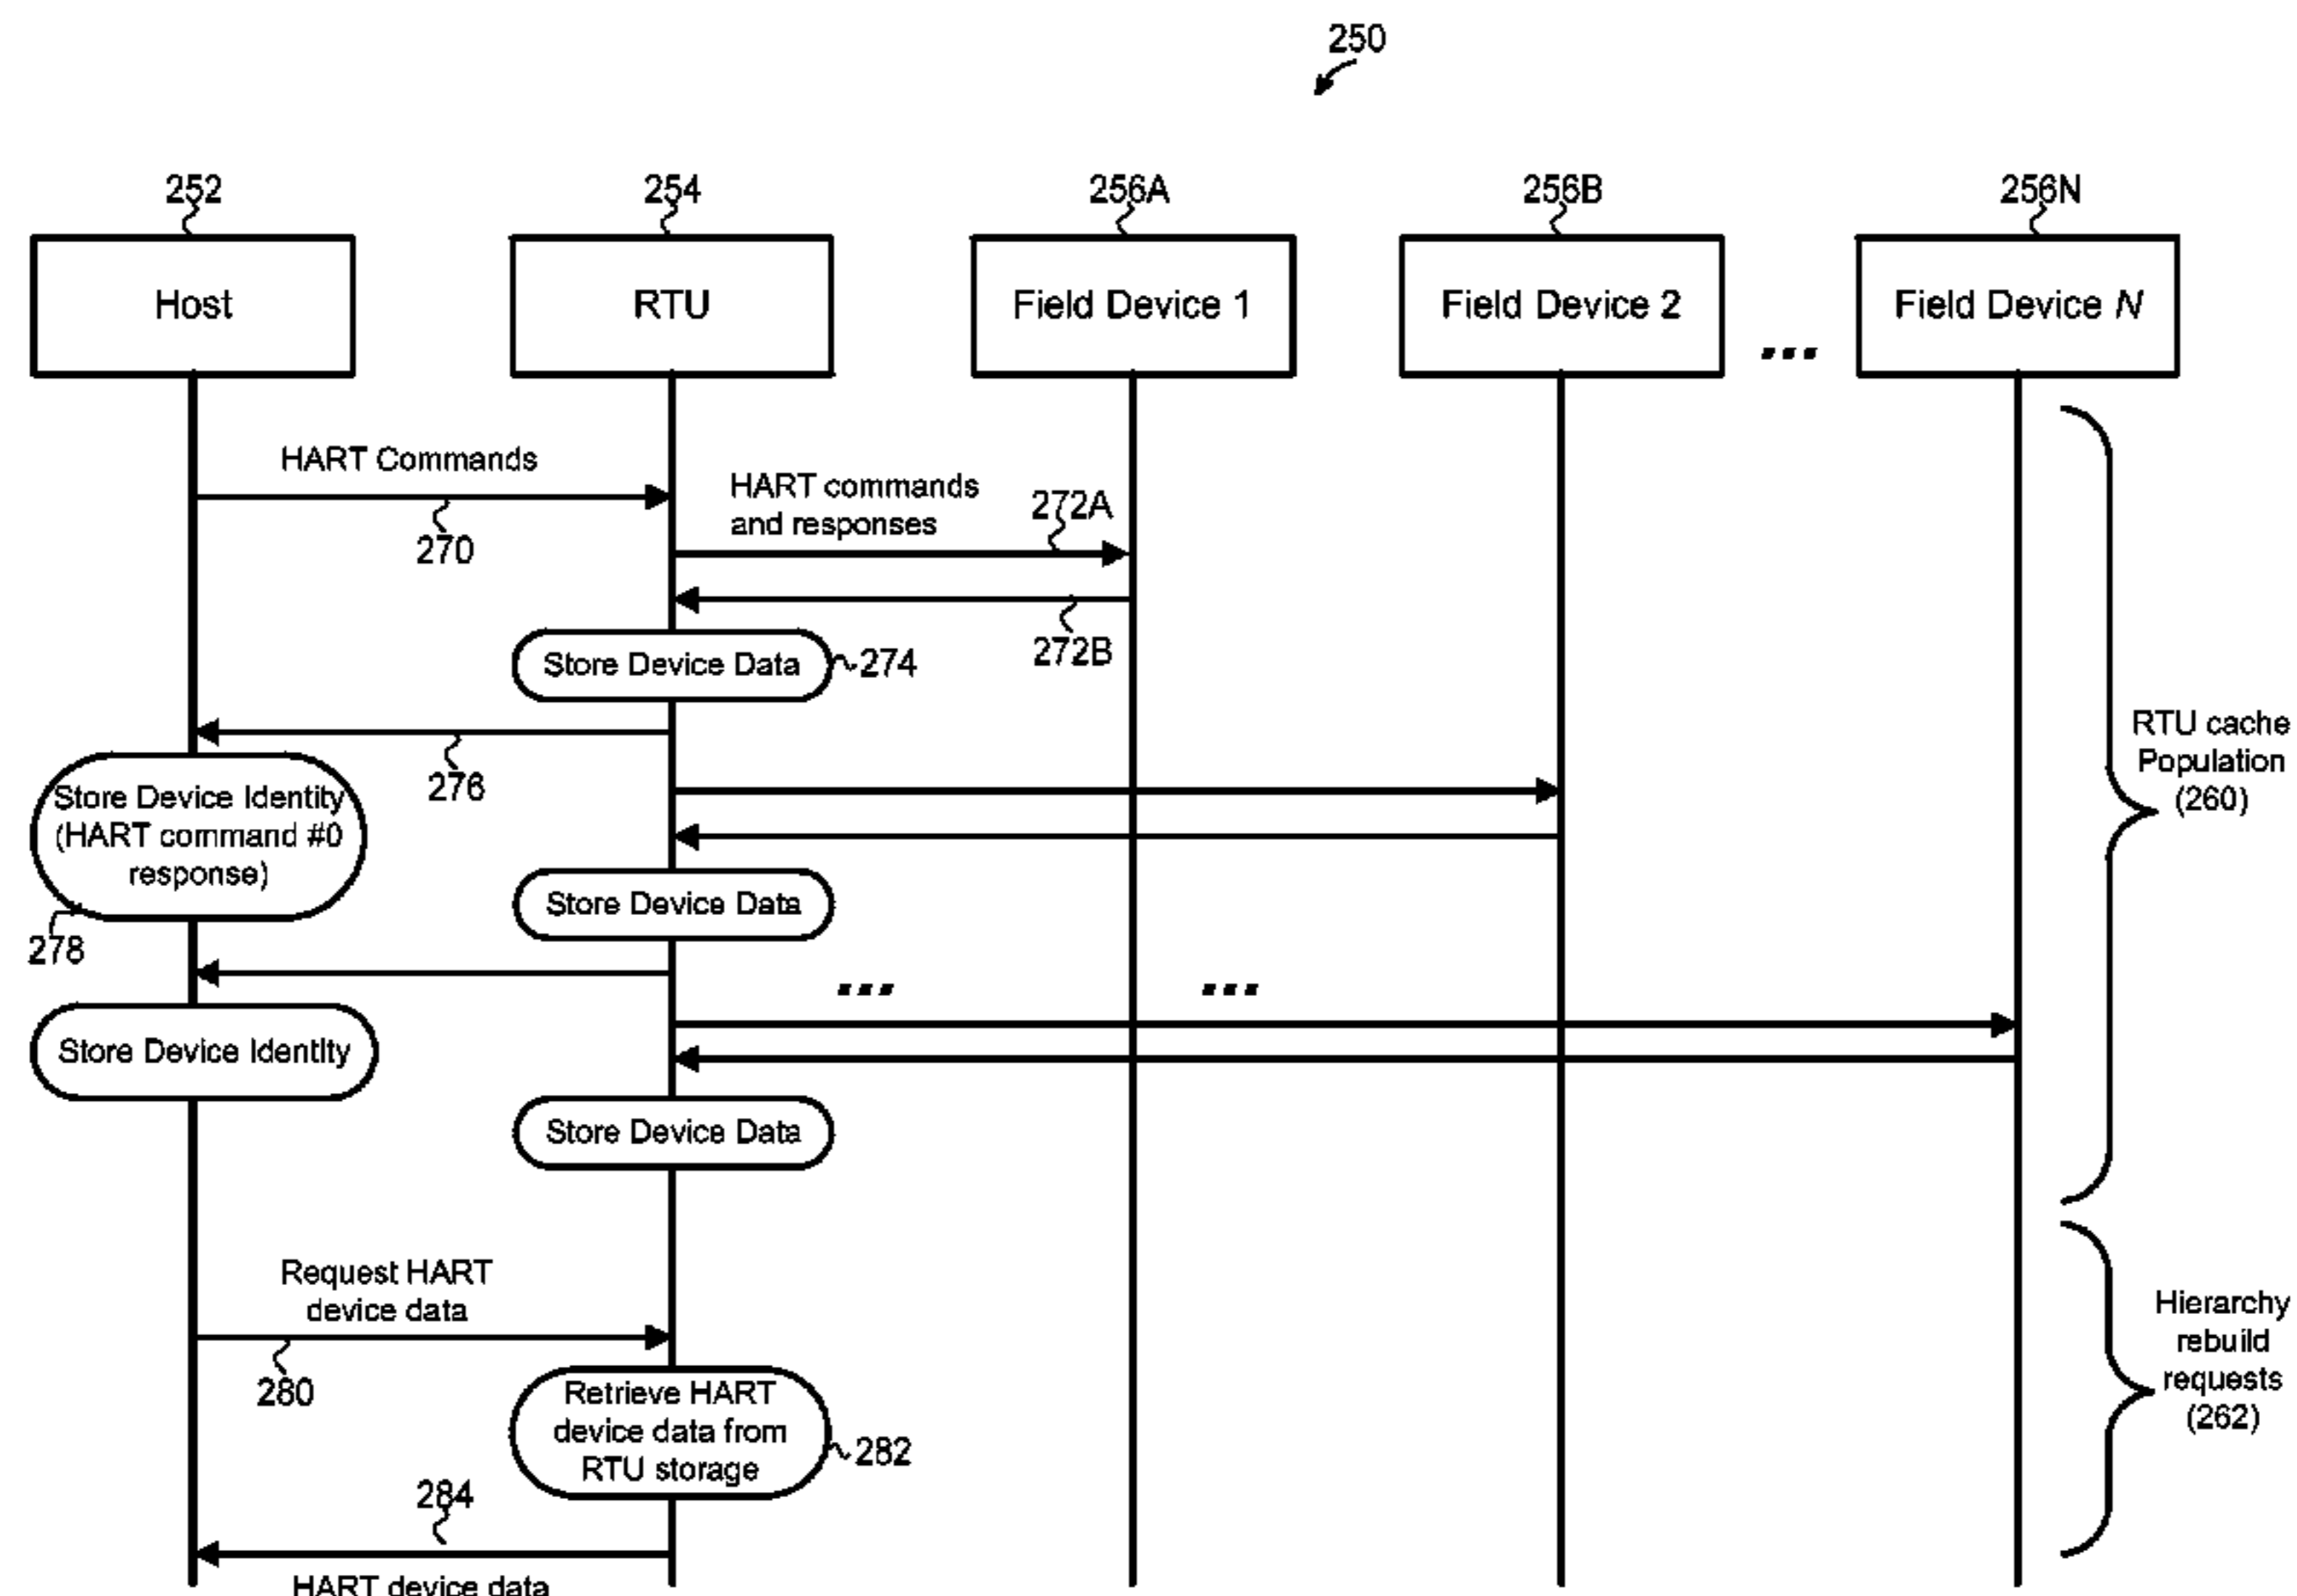 250
252
254
256A
256B
256N
Host
RTU
Field Device 1
Field Device 2
...
Field Device N
HART Commands
270
HART commands
and responses
272A
272B
Store Device Data
274
276
Store Device Identity
(HART command #0
response)
278
Store Device Data
...
...
Store Device Identity
Store Device Data
RTU cache
Population
(260)
Request HART
device data
280
Retrieve HART
device data from
RTU storage
282
284
HART device data
Hierarchy
rebuild
requests
(262)